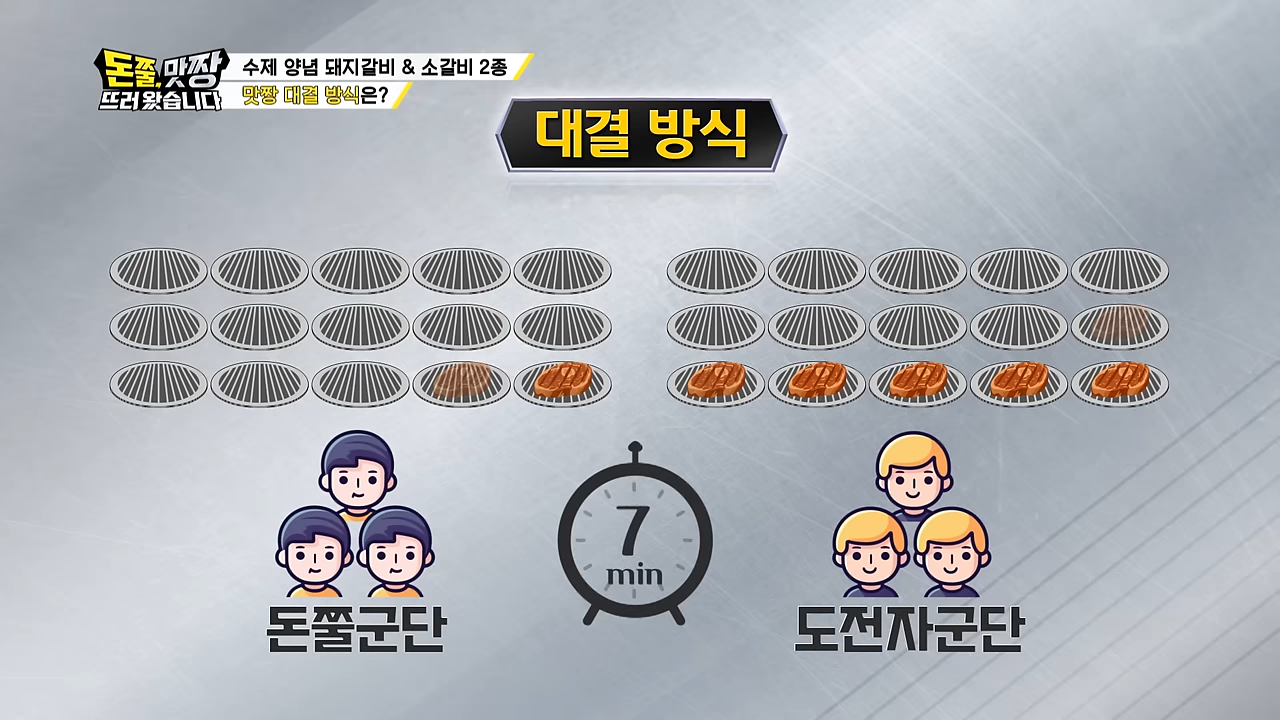 돈쭐, 맛짱
뜨러 왔습니다
수제 양념 돼지갈비 & 소갈비 2종
맛짱 대결 방식은?
대결 방식
7
min
돈쭐군단
도전자군단